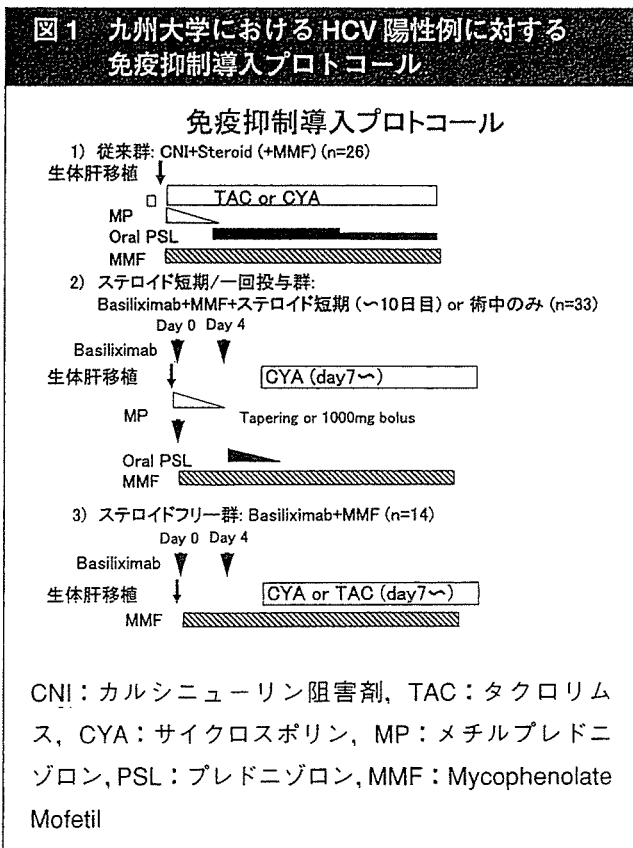 図1 九州大学における HCV 陽性例に対する
免疫抑制導入プロトコール
免疫抑制導入プロトコール
1) 従来群: CNI+Steroid (+MMF) (n=26)
生体肝移植
TAC or CYA
MP
Oral PSL
MMF
2) ステロイド短期/一回投与群:
Basiliximab+MMF+ステロイド短期 (〜10日目) or 術中のみ (n=33)
Day 0 Day 4
Basiliximab
生体肝移植
CYA (day7〜)
MP
Tapering or 1000mg bolus
Oral PSL
MMF
3) ステロイドフリー群: Basiliximab+MMF (n=14)
Day 0 Day 4
Basiliximab
生体肝移植
CYA or TAC (day7〜)
MMF
CNI：カルシニューリン阻害剤, TAC：タクロリム
ス, CYA：サイクロスポリン, MP：メチルプレドニ
ゾロン, PSL：プレドニゾロン, MMF：Mycophenolate
Mofetil